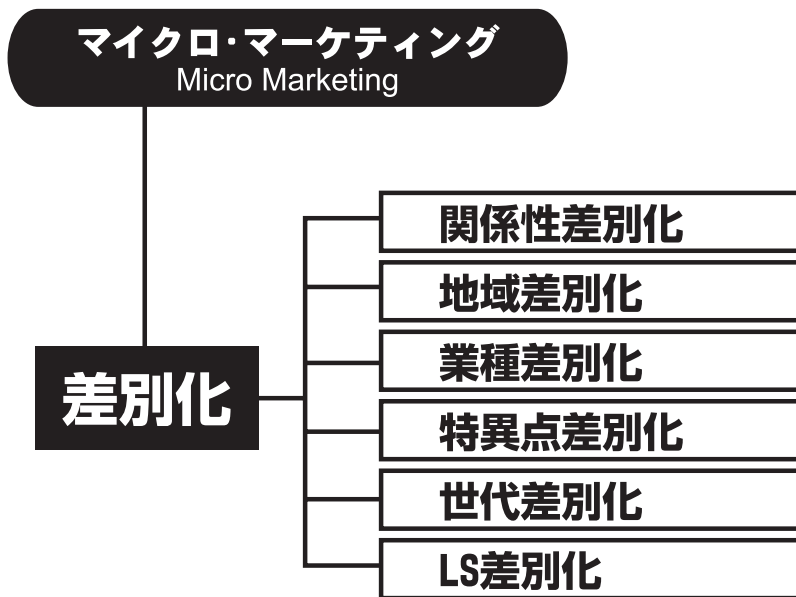 マイクロ・マーケティング
Micro Marketing
関係性差別化
地域差別化
業種差別化
差別化
特異点差別化
世代差別化
LS差別化